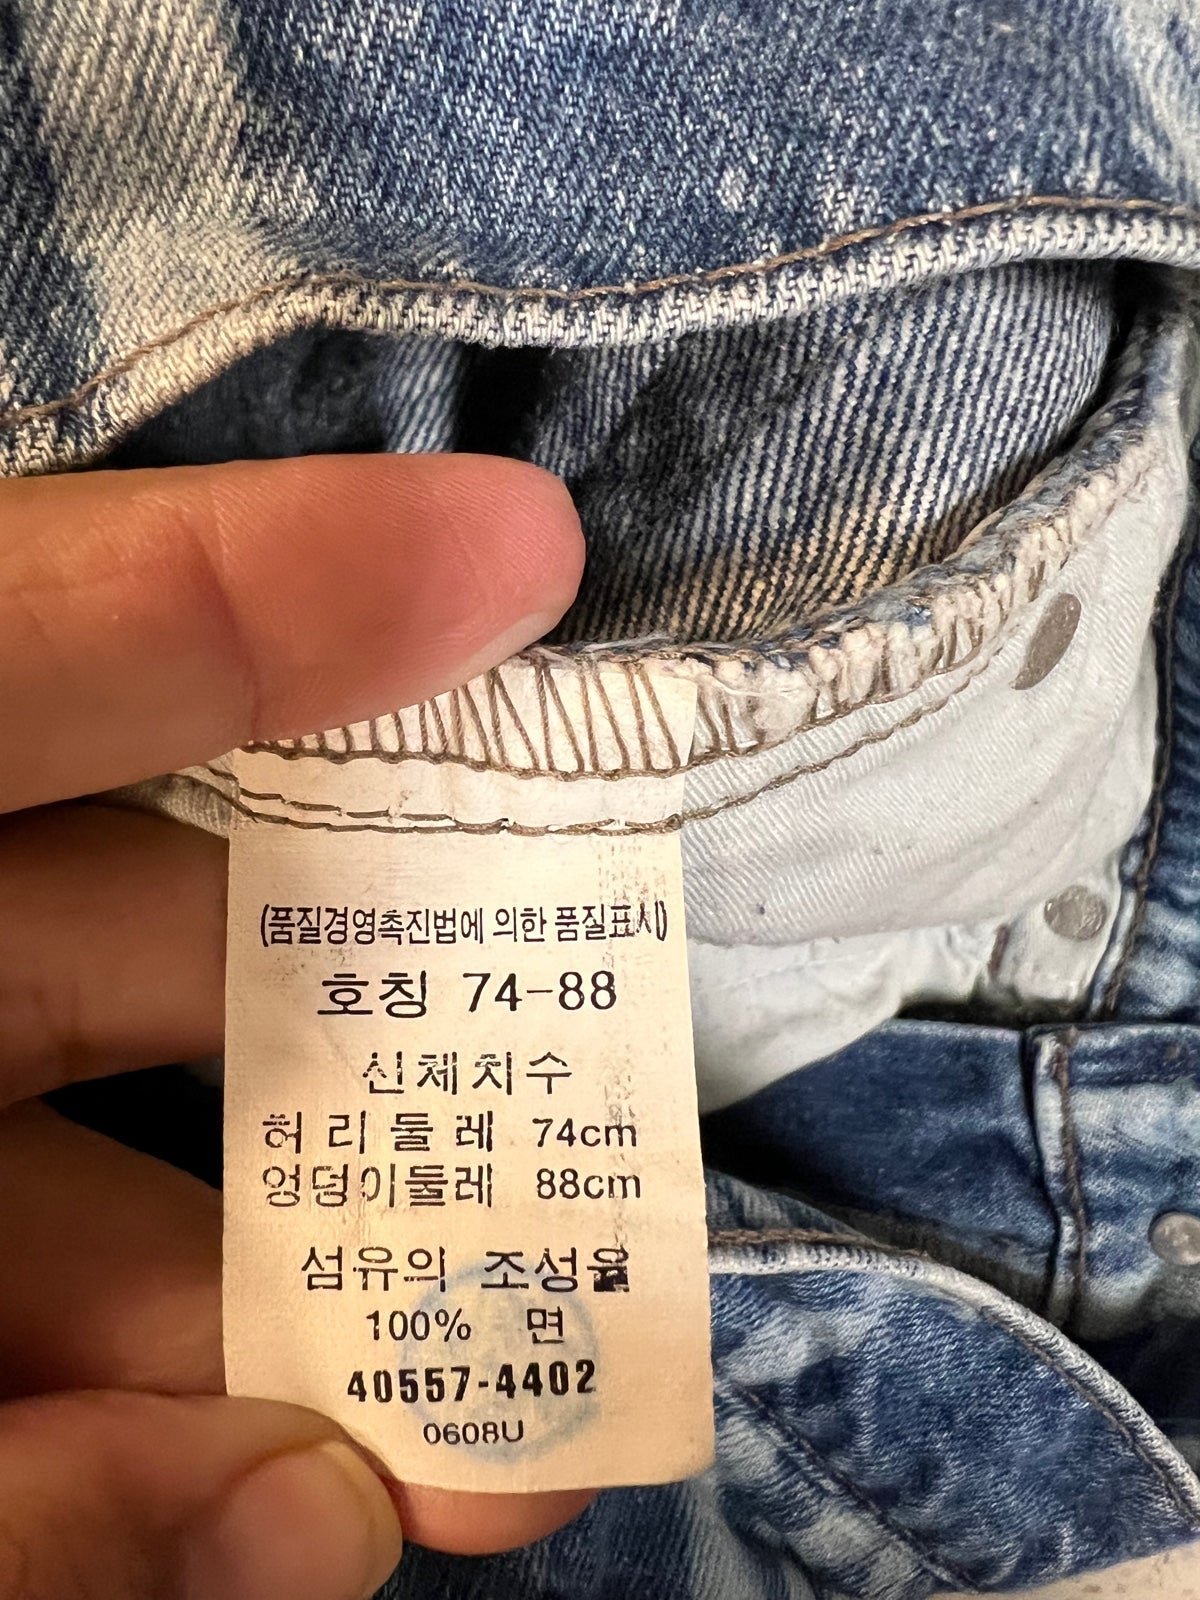 (품질경영촉진법에 의한 품질표시)
호칭 74-88
신체치수
허리둘레 74cm
엉덩이둘레 88cm
섬유의 조성율
100% 면
40557-4402
0608U